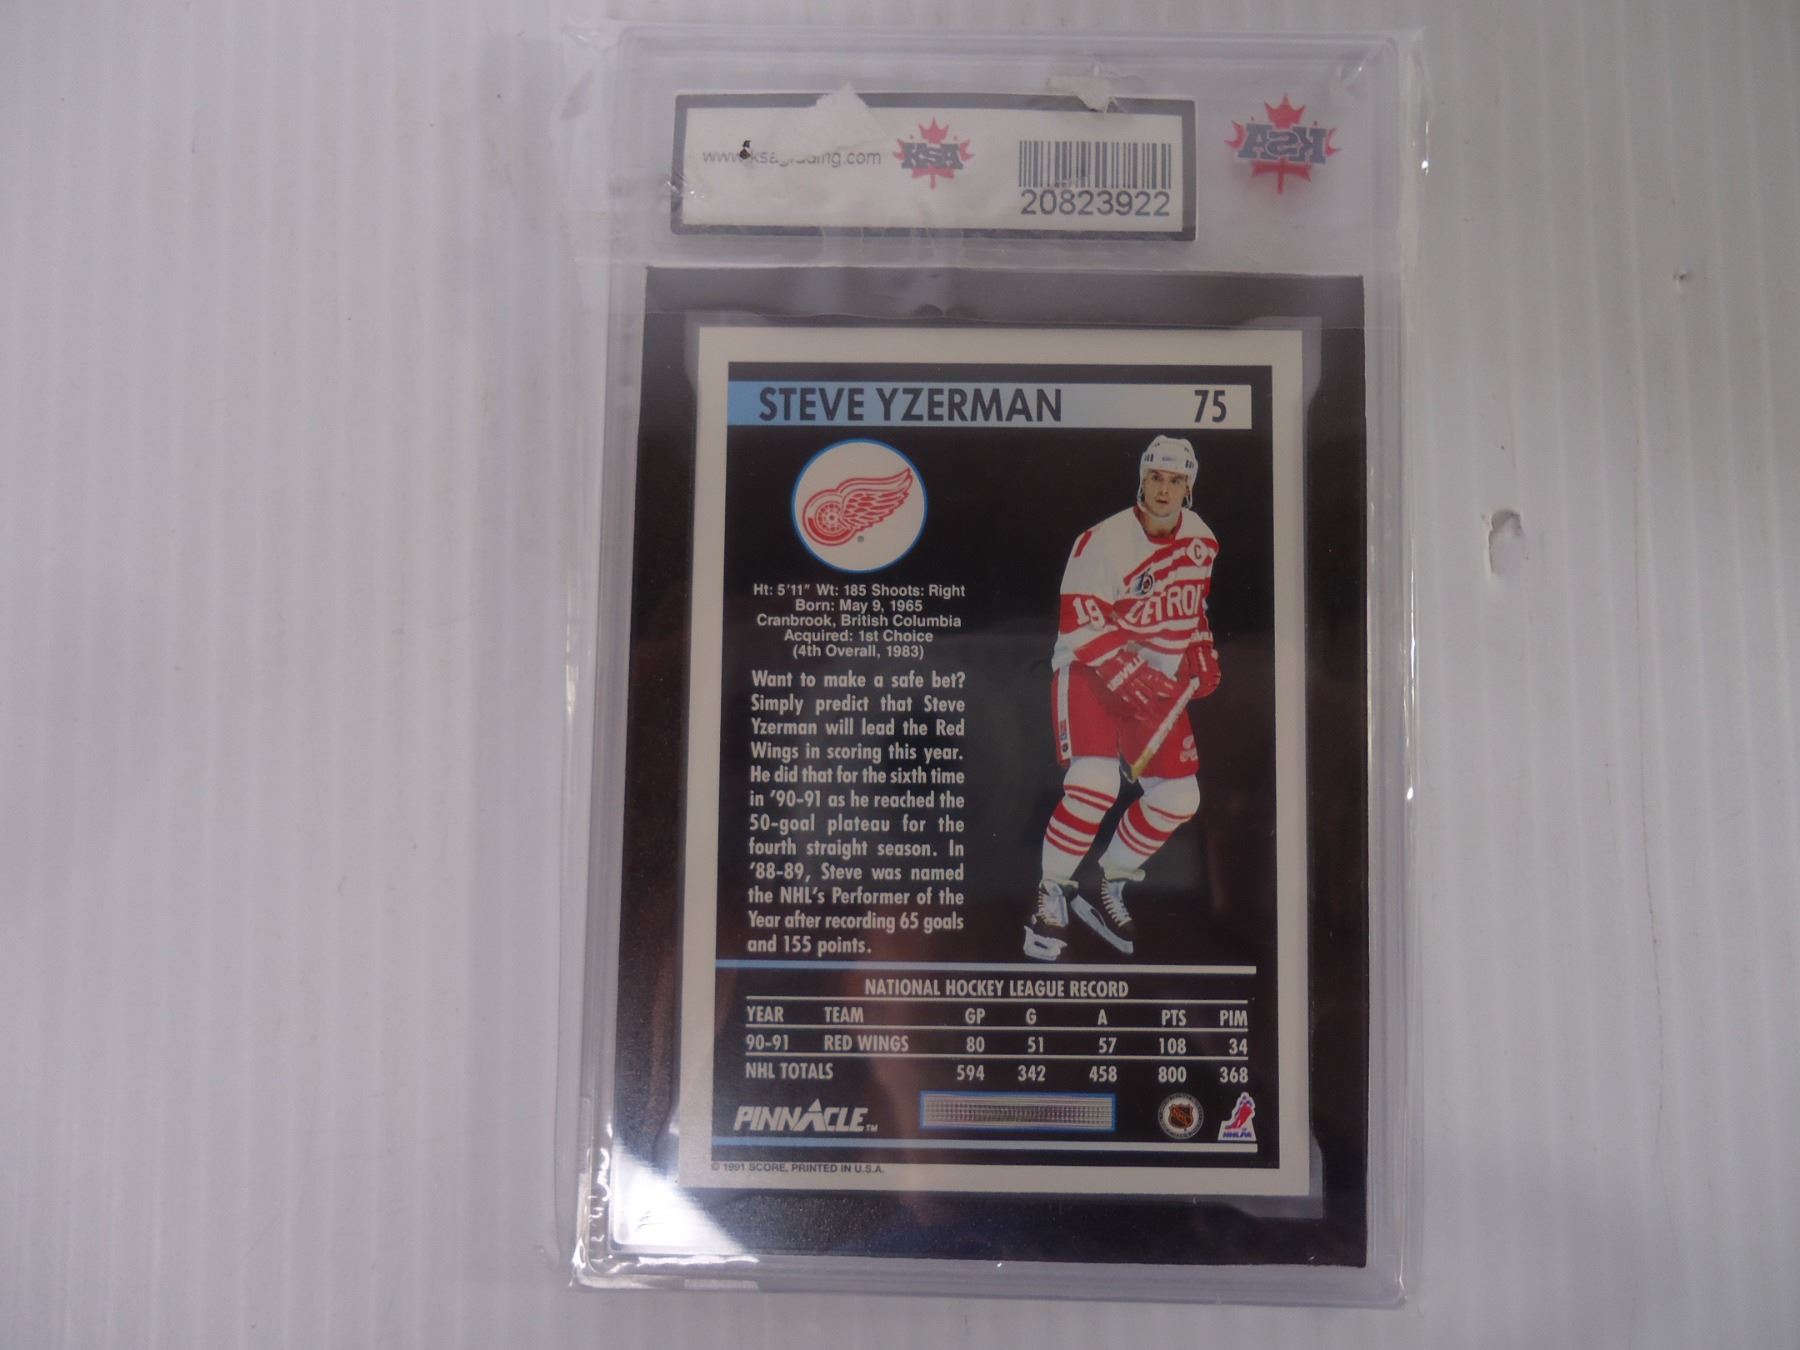 www.ksagrading.com
KSA
20823922
KSA
STEVE YZERMAN 75
Ht: 5'11" Wt: 185 Shoots: Right
Born: May 9, 1965
Cranbrook, British Columbia
Acquired: 1st Choice
(4th Overall, 1983)
Want to make a safe bet?
Simply predict that Steve
Yzerman will lead the Red
Wings in scoring this year.
He did that for the sixth time
in '90-91 as he reached the
50-goal plateau for the
fourth straight season. In
'88-89, Steve was named
the NHL's Performer of the
Year after recording 65 goals
and 155 points.
C
19
DETROI
NATIONAL HOCKEY LEAGUE RECORD
YEAR TEAM GP G A PTS PIM
90-91 RED WINGS 80 51 57 108 34
NHL TOTALS 594 342 458 800 368
PINNACLE™
NHLPA
© 1991 SCORE, PRINTED IN U.S.A.